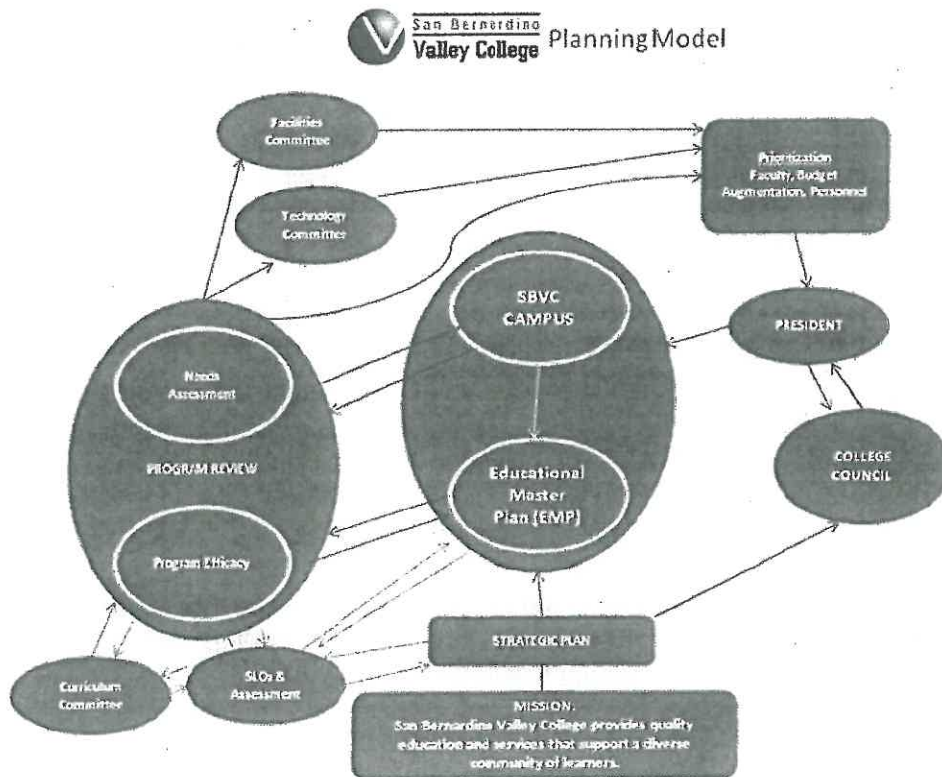 San Bernardino
Valley College
Planning Model
Facilities
Committee
Technology
Committee
Prioritization
Faculty, Budget
Augmentation, Personnel
SBVC
CAMPUS
PRESIDENT
Needs
Assessment
PROGRAM REVIEW
COLLEGE
COUNCIL
Educational
Master
Plan (EMP)
Program Efficacy
STRATEGIC PLAN
Curriculum
Committee
SLOs &
Assessment
MISSION:
San Bernardino Valley College provides quality
education and services that support a diverse
community of learners.